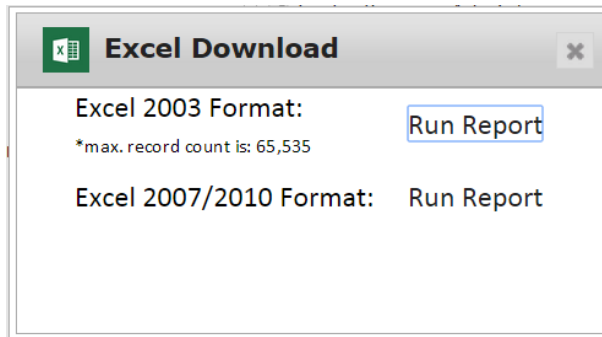 Excel Download
Excel 2003 Format:
Run Report
*max. record count is: 65,535
Excel 2007/2010 Format: Run Report